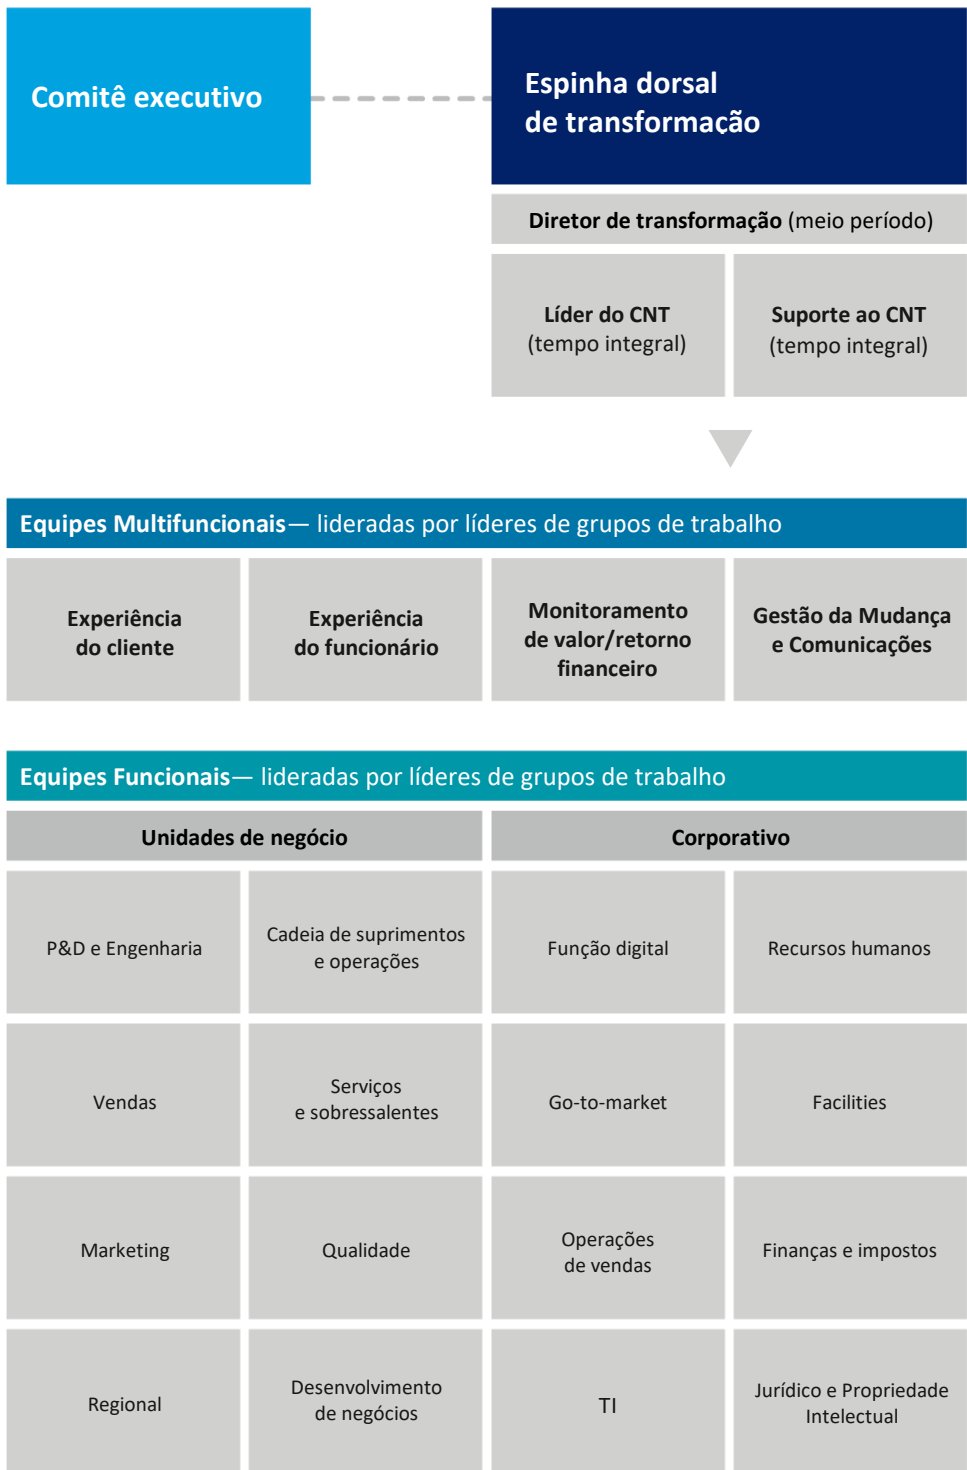 Comitê executivo
Espinha dorsal
de transformação
Diretor de transformação (meio período)
Líder do CNT
(tempo integral)
Suporte ao CNT
(tempo integral)
Equipes Multifuncionais— lideradas por líderes de grupos de trabalho
Experiência
do cliente
Experiência
do funcionário
Monitoramento
de valor/retorno
financeiro
Gestão da Mudança
e Comunicações
Equipes Funcionais— lideradas por líderes de grupos de trabalho
Unidades de negócio
Corporativo
P&D e Engenharia
Cadeia de suprimentos
e operações
Função digital
Recursos humanos
Vendas
Serviços
e sobressalentes
Go-to-market
Facilities
Marketing
Qualidade
Operações
de vendas
Finanças e impostos
Regional
Desenvolvimento
de negócios
TI
Jurídico e Propriedade
Intelectual